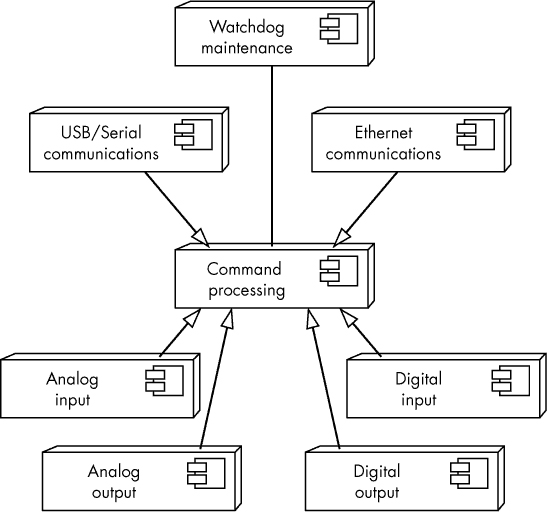 Watchdog
maintenance
USB/Serial
communications
Ethernet
communications
Command
processing
Analog
input
Digital
input
Analog
output
Digital
output